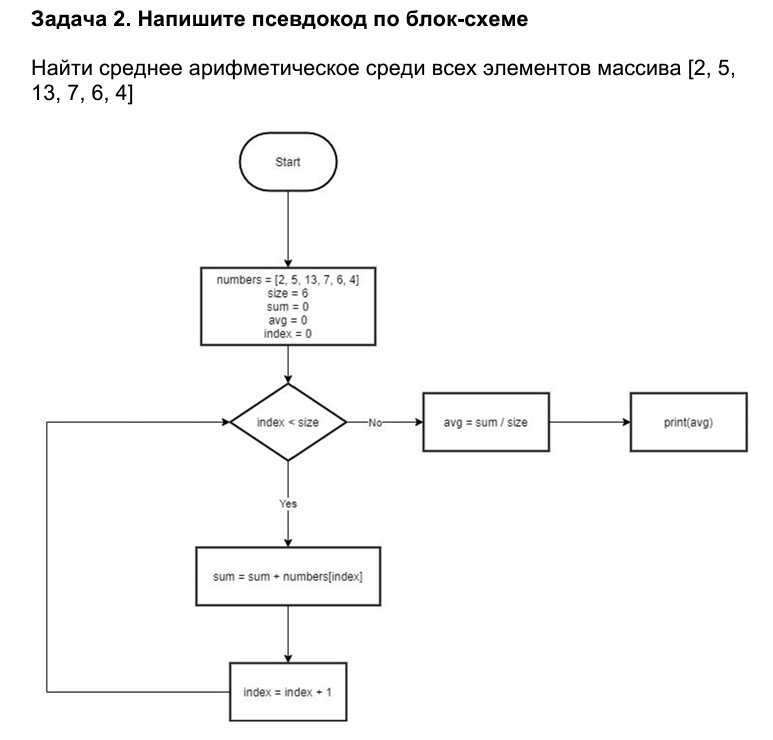 Задача 2. Напишите псевдокод по блок-схеме
Найти среднее арифметическое среди всех элементов массива [2, 5,
13, 7, 6, 4]
Start
numbers = [2, 5, 13, 7, 6, 4]
size = 6
sum = 0
avg = 0
index = 0
index < size
No
avg = sum / size
print(avg)
Yes
sum = sum + numbers[index]
index = index + 1